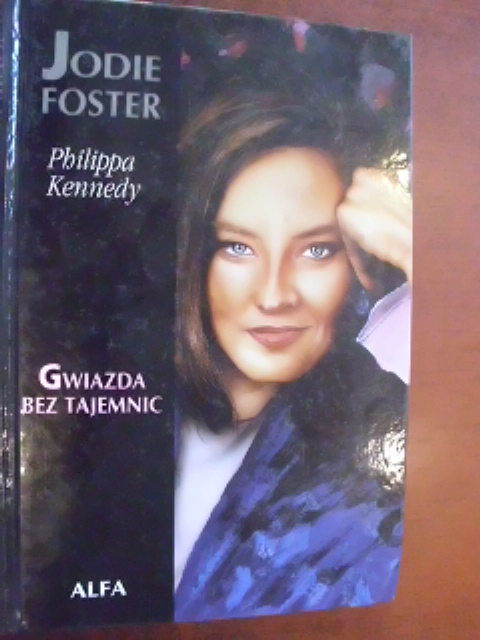 JODIE
FOSTER
Philippa
Kennedy
GWIAZDA
BEZ TAJEMNIC
ALFA